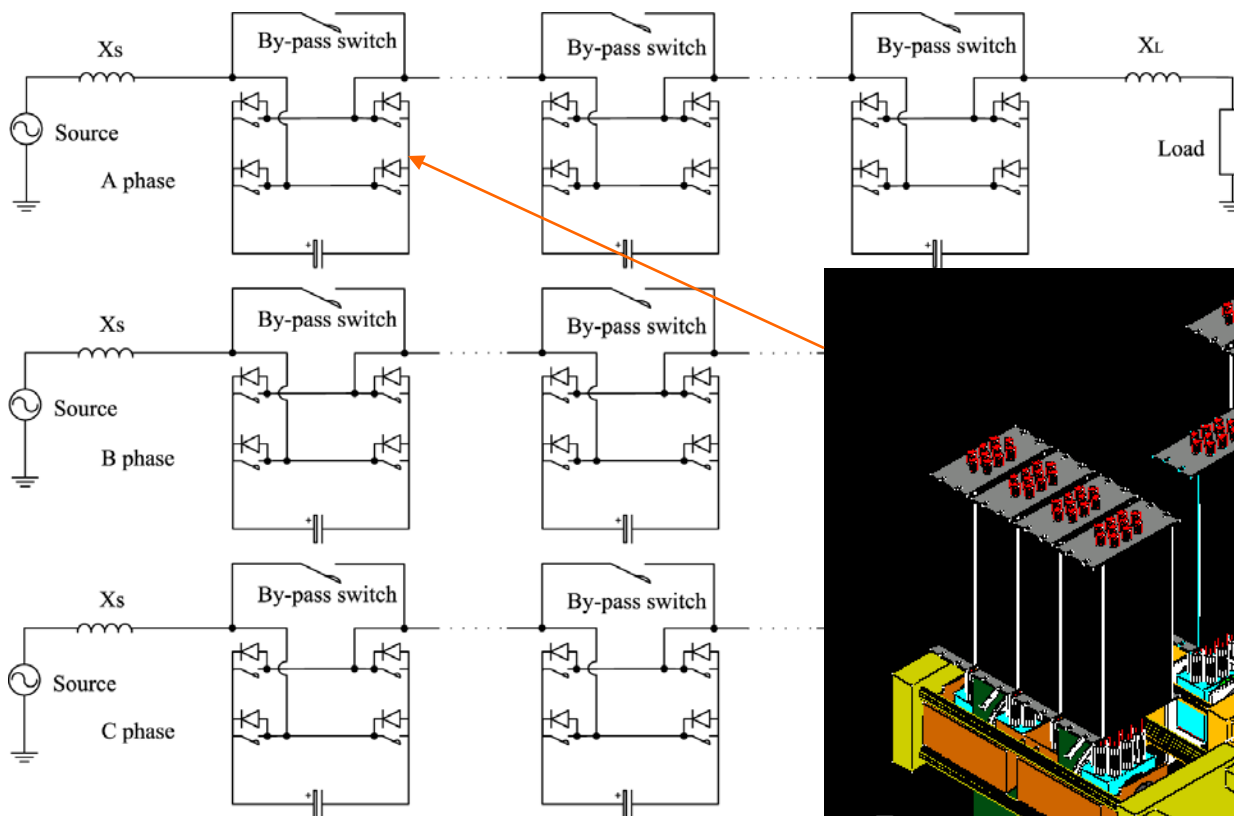 Xs
By-pass switch
By-pass switch
By-pass switch
XL
Source
Load
A phase
+
+
+
Xs
By-pass switch
By-pass switch
Source
B phase
+
+
Xs
By-pass switch
By-pass switch
Source
C phase
+
+